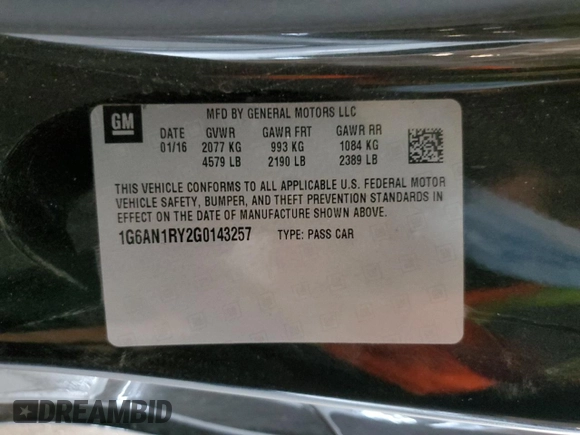 GM
MFD BY GENERAL MOTORS LLC
DATE GVWR GAWR FRT GAWR RR
01/16 2077 KG 993 KG 1084 KG
4579 LB 2190 LB 2389 LB
THIS VEHICLE CONFORMS TO ALL APPLICABLE U.S. FEDERAL MOTOR
VEHICLE SAFETY, BUMPER, AND THEFT PREVENTION STANDARDS IN
EFFECT ON THE DATE OF MANUFACTURE SHOWN ABOVE.
1G6AN1RY2G0143257 TYPE: PASS CAR
DREAMBID